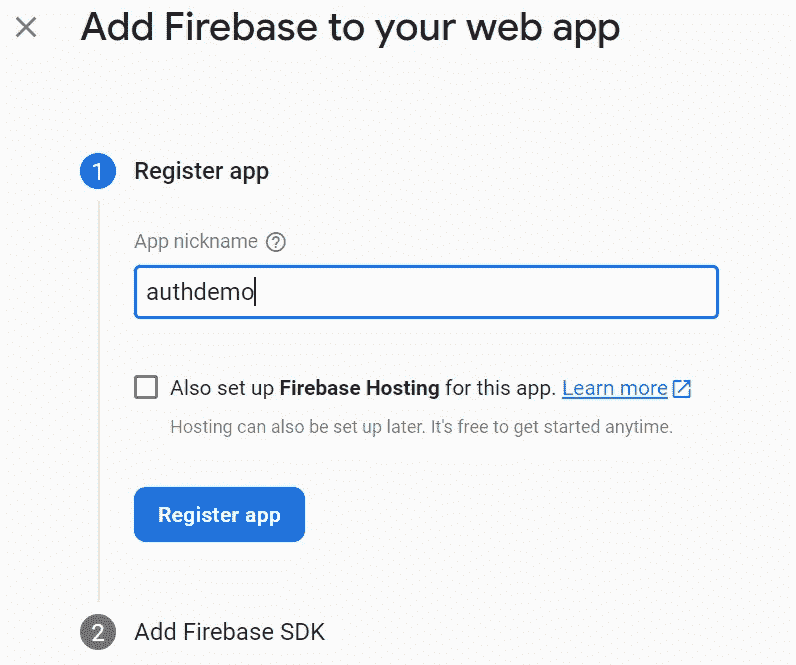 Add Firebase to your web app
1 Register app
App nickname ?
authdemo
Also set up Firebase Hosting for this app. Learn more
Hosting can also be set up later. It's free to get started anytime.
Register app
2 Add Firebase SDK